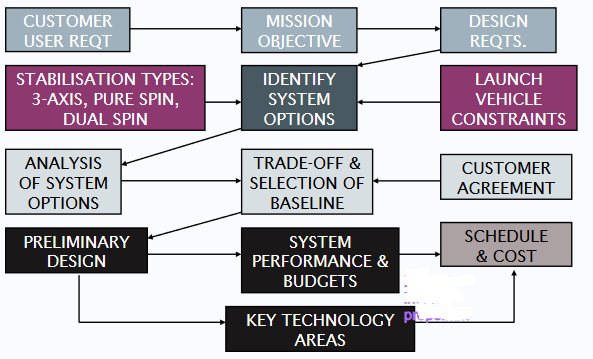 CUSTOMER
USER REQT
MISSION
OBJECTIVE
DESIGN
REQTS.
STABILISATION TYPES:
3-AXIS, PURE SPIN,
DUAL SPIN
IDENTIFY
SYSTEM
OPTIONS
LAUNCH
VEHICLE
CONSTRAINTS
ANALYSIS
OF SYSTEM
OPTIONS
TRADE-OFF &
SELECTION OF
BASELINE
CUSTOMER
AGREEMENT
PRELIMINARY
DESIGN
SYSTEM
PERFORMANCE &
BUDGETS
SCHEDULE
& COST
KEY TECHNOLOGY
AREAS